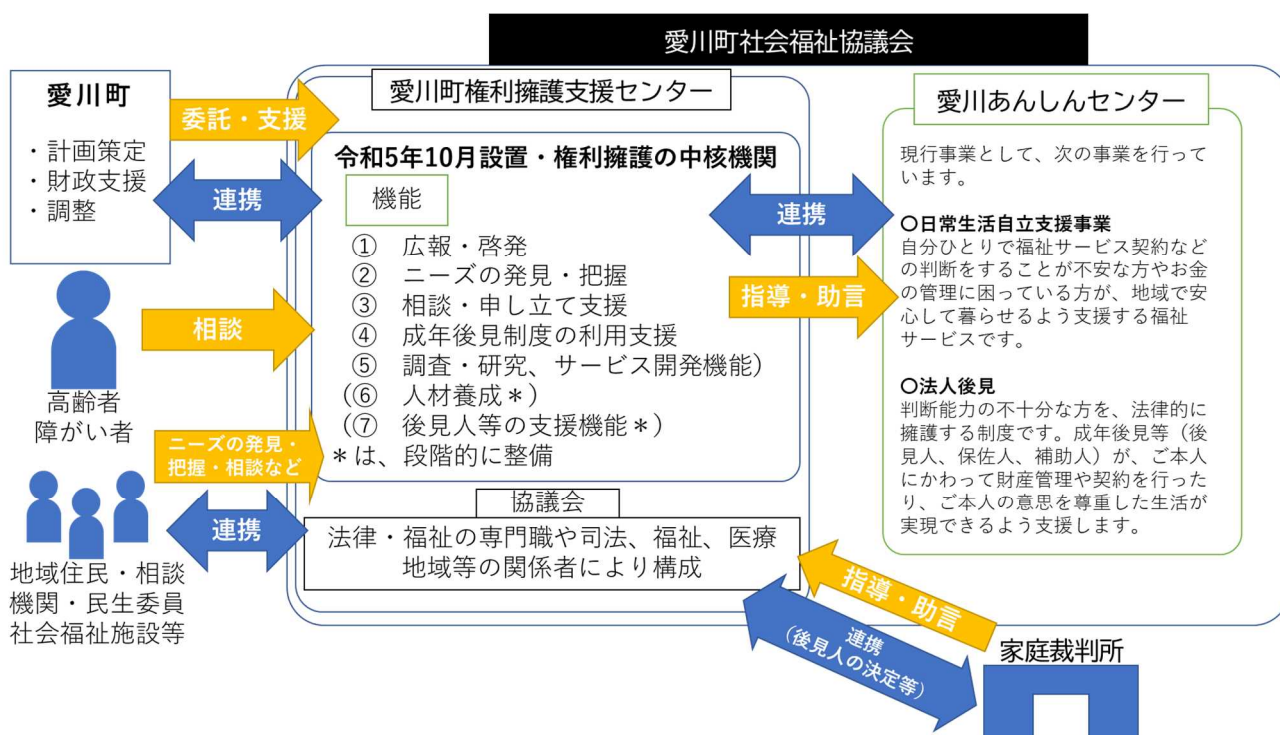 愛川町社会福祉協議会
愛川町
・計画策定
・財政支援
・調整
委託・支援
連携
高齢者
障がい者
相談
地域住民・相談
機関・民生委員
社会福祉施設等
ニーズの発見・
把握・相談など
連携
愛川町権利擁護支援センター
令和5年10月設置・権利擁護の中核機関
機能
① 広報・啓発
② ニーズの発見・把握
③ 相談・申し立て支援
④ 成年後見制度の利用支援
⑤ 調査・研究、サービス開発機能)
(⑥ 人材養成*)
(⑦ 後見人等の支援機能*)
*は、段階的に整備
協議会
法律・福祉の専門職や司法、福祉、医療
地域等の関係者により構成
連携
指導・助言
愛川あんしんセンター
現行事業として、次の事業を行って
います。
〇日常生活自立支援事業
自分ひとりで福祉サービス契約など
の判断をすることが不安な方やお金
の管理に困っている方が、地域で安
心して暮らせるよう支援する福祉
サービスです。
〇法人後見
判断能力の不十分な方を、法律的に
擁護する制度です。成年後見等（後
見人、保佐人、補助人）が、ご本人
にかわって財産管理や契約を行った
り、ご本人の意思を尊重した生活が
実現できるよう支援します。
指導・助言
連携
(後見人の決定等)
家庭裁判所